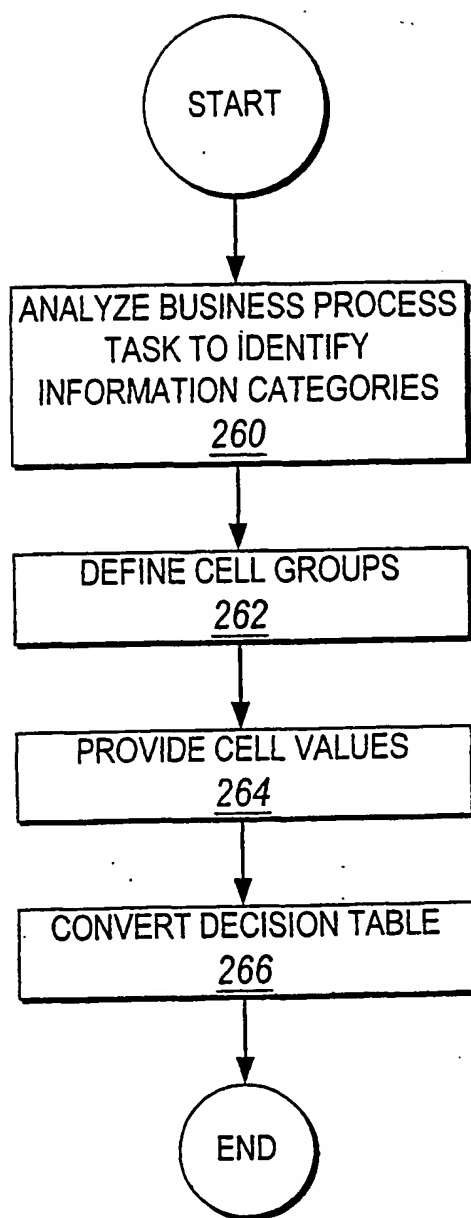 START
ANALYZE BUSINESS PROCESS
TASK TO IDENTIFY
INFORMATION CATEGORIES
260
DEFINE CELL GROUPS
262
PROVIDE CELL VALUES
264
CONVERT DECISION TABLE
266
END